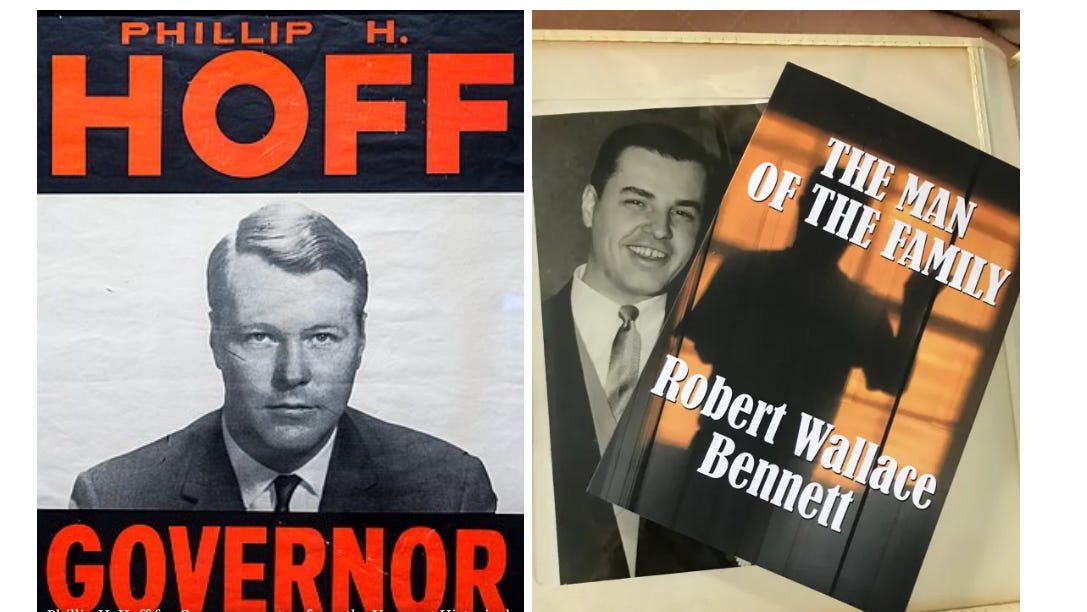 PHILLIP H.
HOFF
GOVERNOR
THE MAN
OF THE FAMILY
Robert Wallace
Bennett